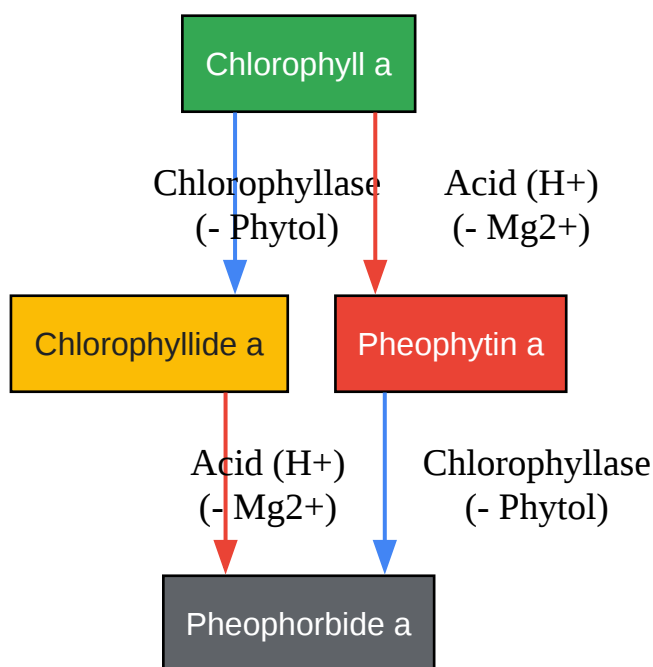 Chlorophyll a
Chlorophyllase
(- Phytol)
Acid (H+)
(- Mg2+)
Chlorophyllide a
Pheophytin a
Acid (H+)
(- Mg2+)
Chlorophyllase
(- Phytol)
Pheophorbide a